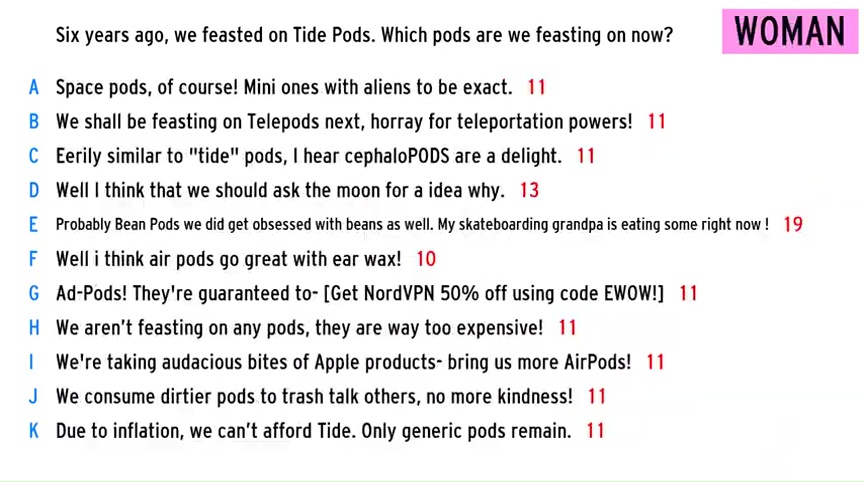 Six years ago, we feasted on Tide Pods. Which pods are we feasting on now?
WOMAN
A Space pods, of course! Mini ones with aliens to be exact. 11
B We shall be feasting on Telepods next, horray for teleportation powers! 11
C Eerily similar to "tide" pods, I hear cephaloPODS are a delight. 11
D Well I think that we should ask the moon for a idea why. 13
E Probably Bean Pods we did get obsessed with beans as well. My skateboarding grandpa is eating some right now ! 19
F Well i think air pods go great with ear wax! 10
G Ad-Pods! They're guaranteed to- [Get NordVPN 50% off using code EWOW!] 11
H We aren't feasting on any pods, they are way too expensive! 11
I We're taking audacious bites of Apple products- bring us more AirPods! 11
J We consume dirtier pods to trash talk others, no more kindness! 11
K Due to inflation, we can't afford Tide. Only generic pods remain. 11